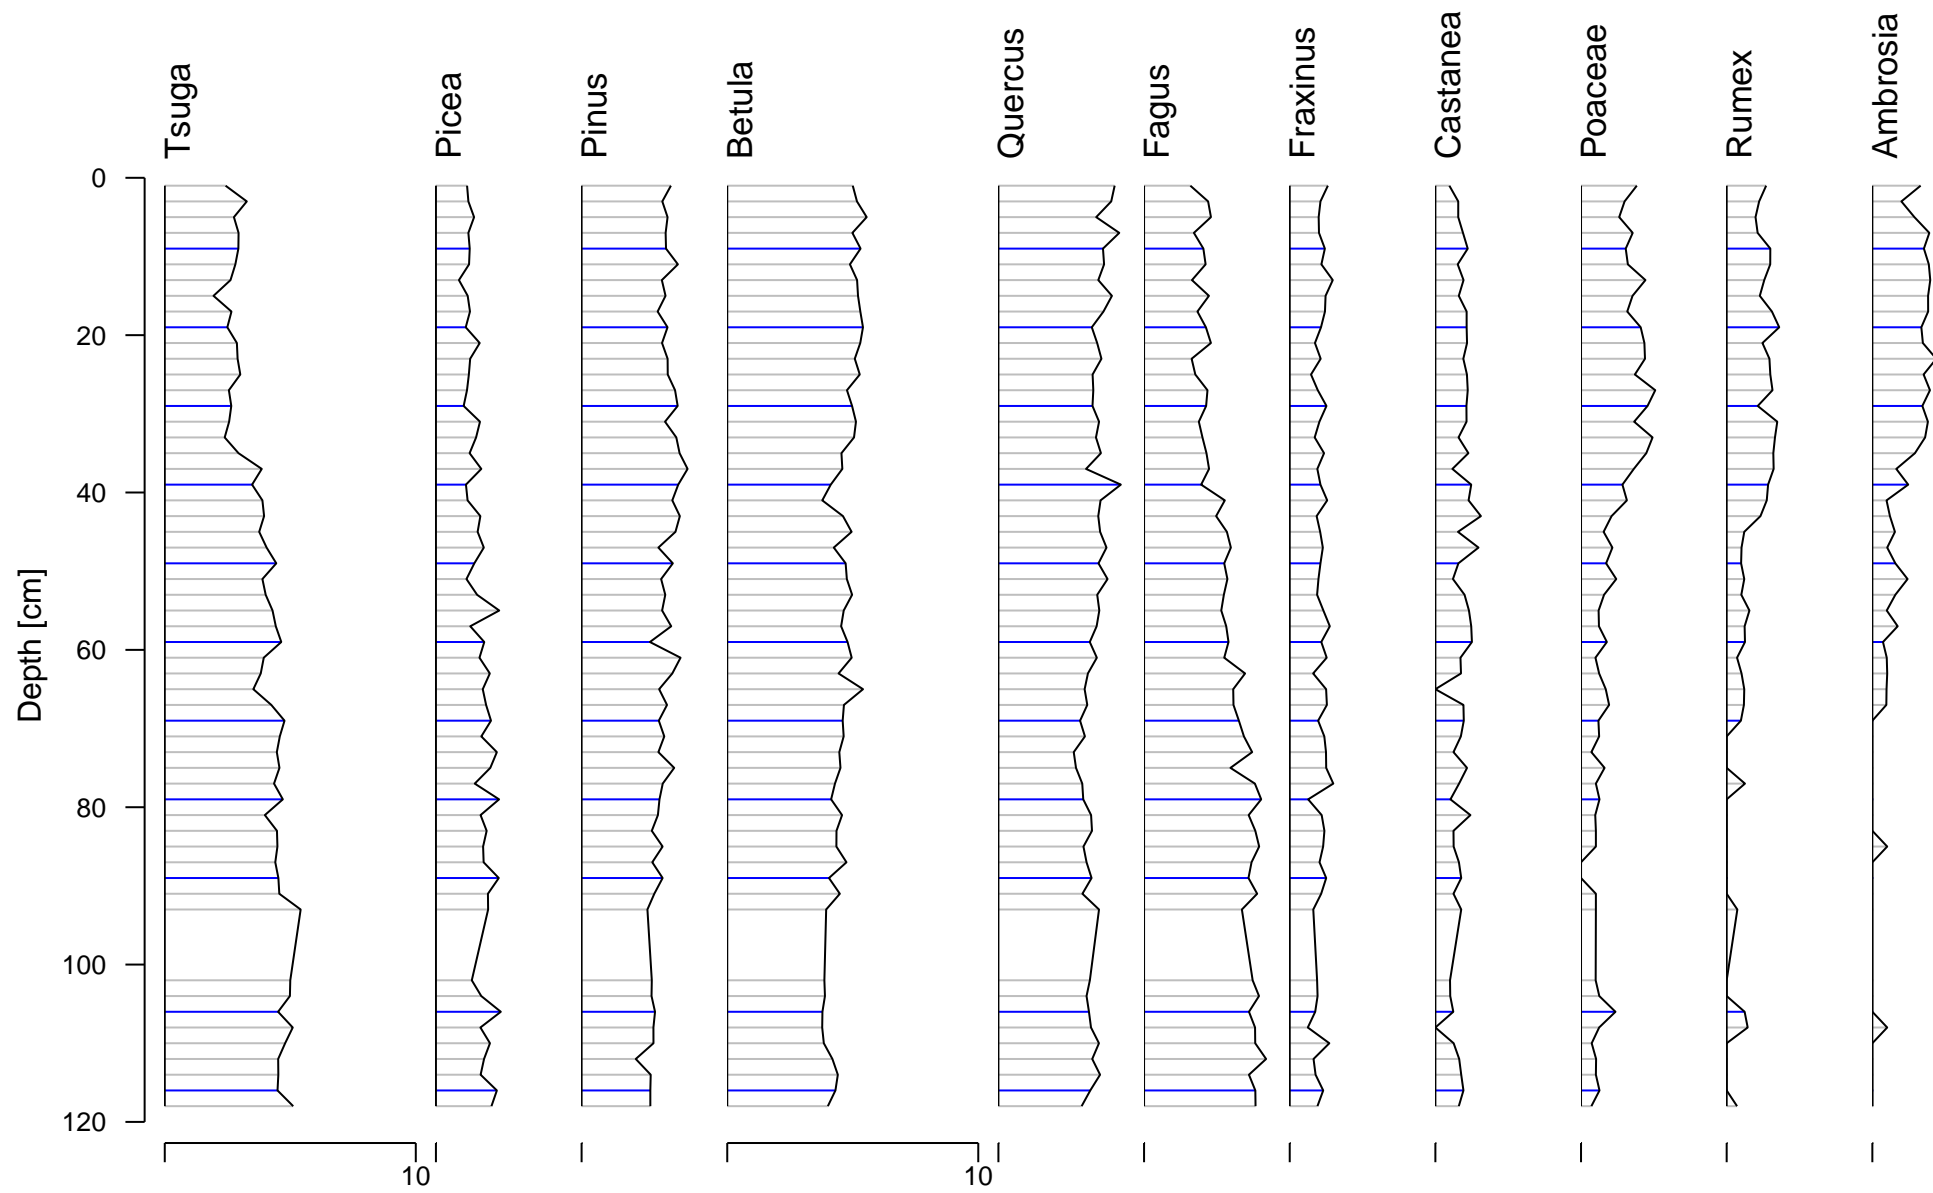 Tsuga
Picea
Pinus
Betula
Quercus
Fagus
Fraxinus
Castanea
Poaceae
Rumex
Ambrosia
0
20
40
60
80
100
120
Depth [cm]
10
10